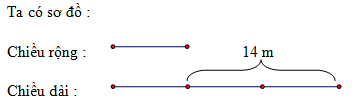 Ta có sơ đồ :
Chiều rộng :
14 m
Chiều dài :